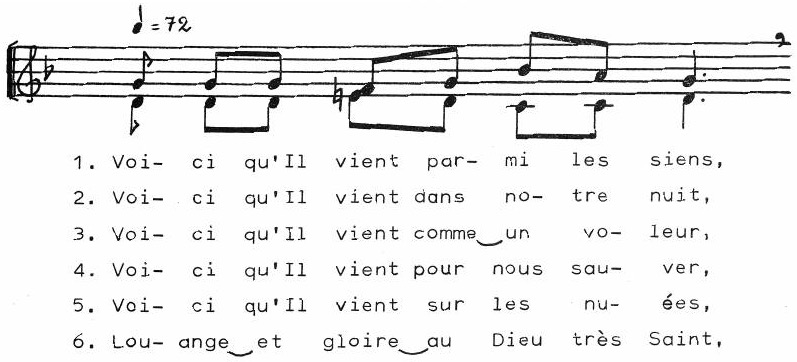 ♩ = 72
1. Voi- ci qu'Il vient par- mi les siens,
2. Voi- ci qu'Il vient dans no- tre nuit,
3. Voi- ci qu'Il vient comme‿un vo- leur,
4. Voi- ci qu'Il vient pour nous sau- ver,
5. Voi- ci qu'Il vient sur les nu- ées,
6. Lou- ange‿et gloire‿au Dieu très Saint,